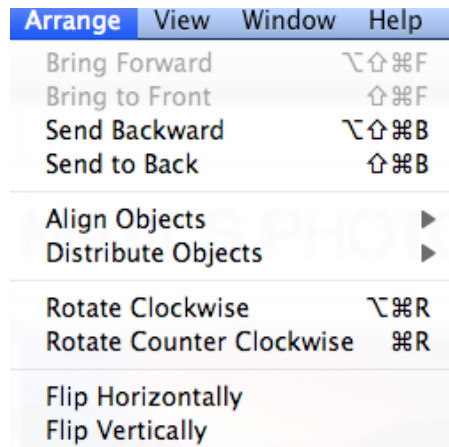 Arrange View Window Help
Bring Forward ⌥⇧⌘F
Bring to Front ⇧⌘F
Send Backward ⌥⇧⌘B
Send to Back ⇧⌘B
Align Objects ▶
Distribute Objects ▶
Rotate Clockwise ⌥⌘R
Rotate Counter Clockwise ⌘R
Flip Horizontally
Flip Vertically